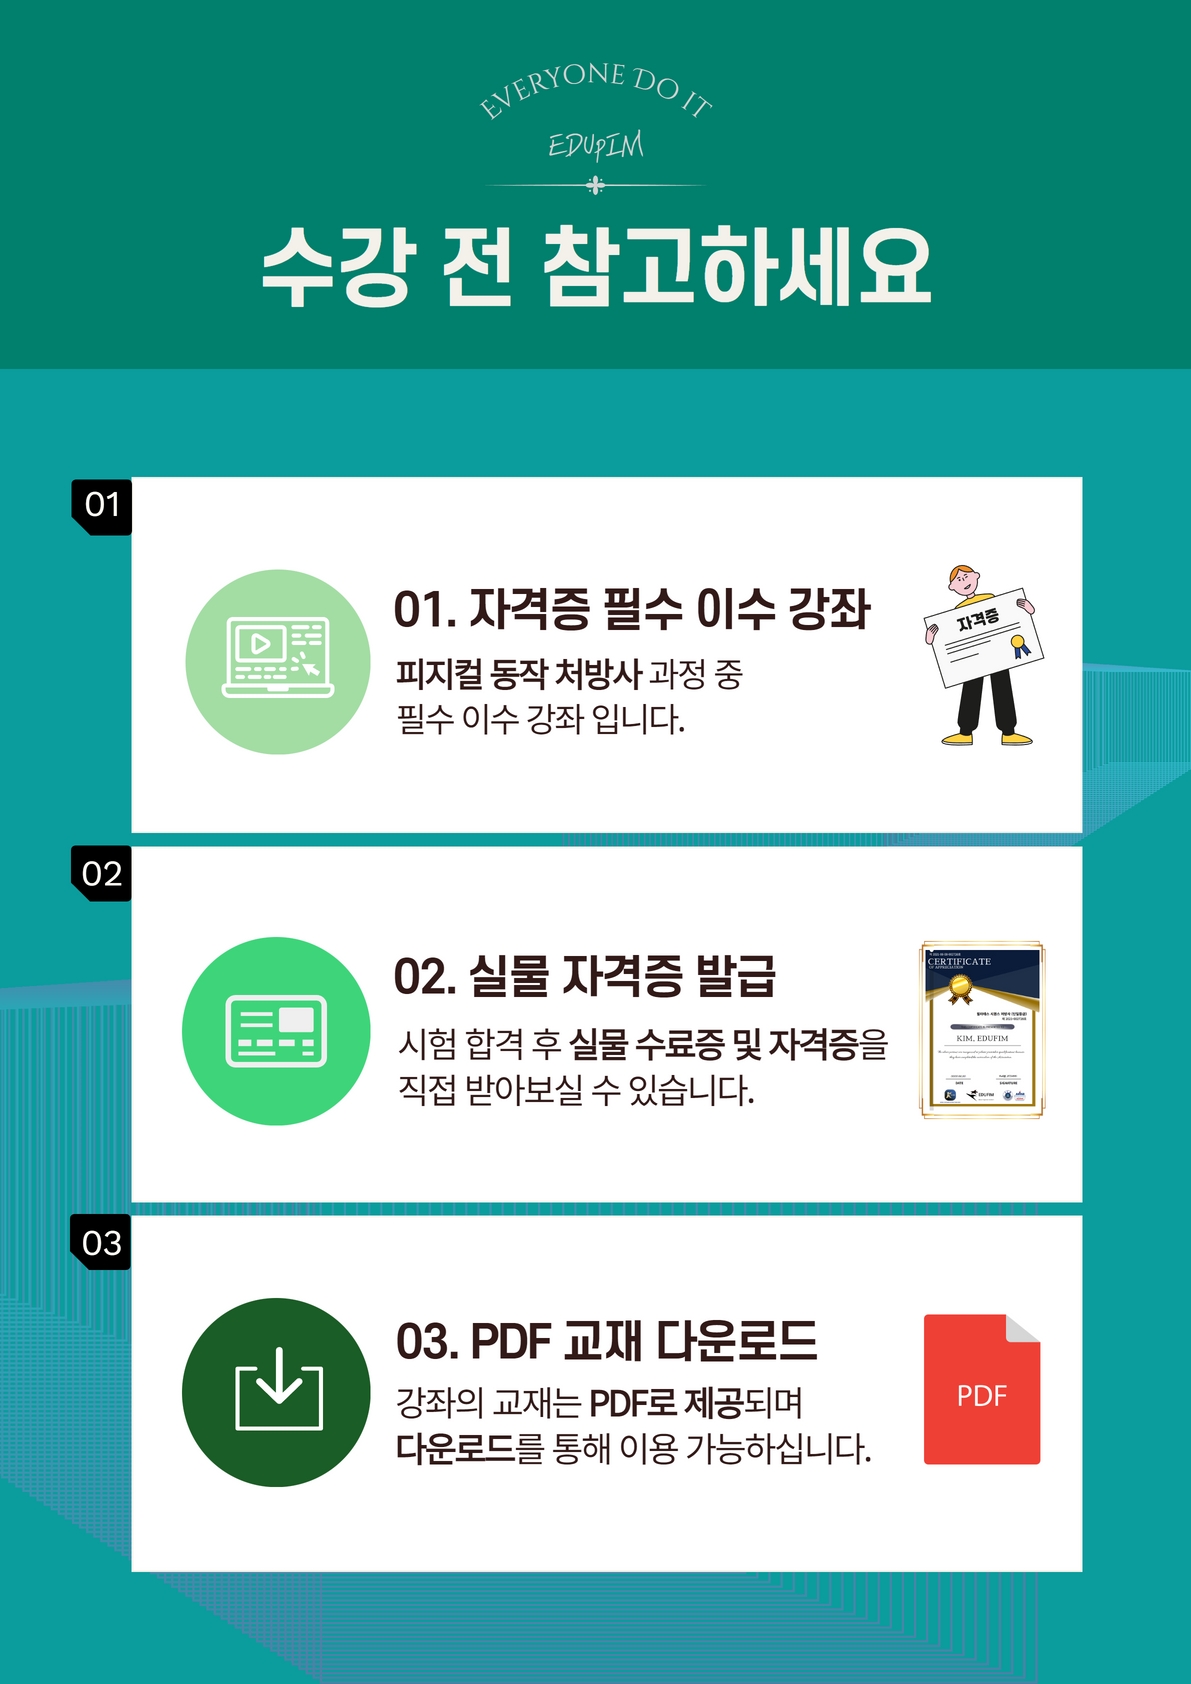 EVERYONE DO IT
EDUpIM
수강 전 참고하세요
01
01. 자격증 필수 이수 강좌
피지컬 동작 처방사 과정 중
필수 이수 강좌 입니다.
자격증
02
02. 실물 자격증 발급
시험 합격 후 실물 수료증 및 자격증을
직접 받아보실 수 있습니다.
CERTIFICATE
OF APPRECIATION
KIM, EDUFIM
DATE
SIGNATURE
EDUFIM
03
03. PDF 교재 다운로드
강좌의 교재는 PDF로 제공되며
다운로드를 통해 이용 가능하십니다.
PDF